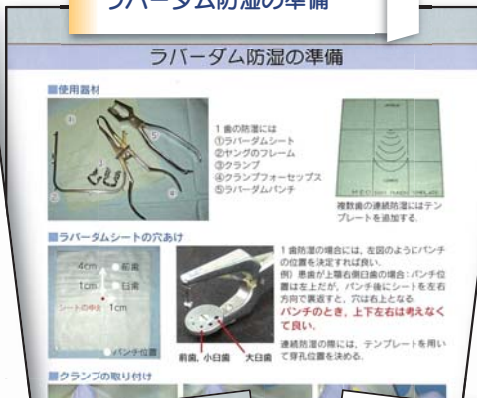 ラバーダム防湿の準備
ラバーダム防湿の準備
■使用器材
①
②
③
④
⑤
1歯の防湿には
①ラバーダムシート
②ヤングのフレーム
③クランプ
④クランプフォーセップス
⑤ラバーダムパンチ
複数歯の連続防湿にはテン
プレートを追加する.
■ラバーダムシートの穴あけ
4cm 前歯
1cm 臼歯
シートの中央 1cm
パンチ位置
前歯, 小臼歯 大臼歯
1歯防湿の場合には, 左図のようにパンチ
の位置を決定すれば良い.
例) 患歯が上顎右側臼歯の場合:パンチ位
置は左上だが, パンチ後にシートを左右
方向で裏返すと, 穴は右上となる
パンチのとき, 上下左右は考えなく
て良い.
連続防湿の際には, テンプレートを用い
て穿孔位置を決める.
■クランプの取り付け